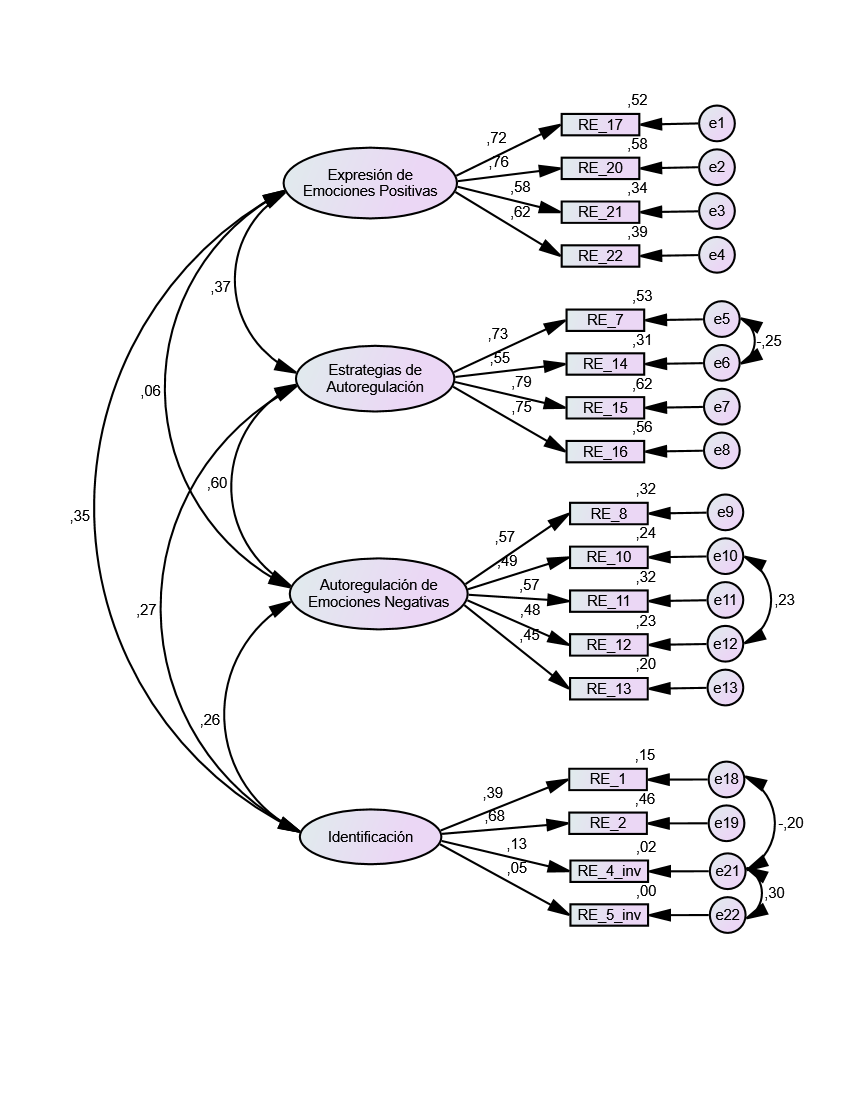 ,52
RE_17
e1
,72
,58
RE_20
e2
,76
Expresión de
Emociones Positivas
,34
RE_21
e3
,58
,39
RE_22
e4
,62
,37
,53
RE_7
e5
,73
-,25
,31
RE_14
e6
,55
Estrategias de
Autoregulación
,62
RE_15
e7
,79
,56
RE_16
e8
,75
,06
,60
,35
,32
RE_8
e9
,57
,24
RE_10
e10
,49
Autoregulación de
Emociones Negativas
,32
RE_11
e11
,57
,23
,23
RE_12
e12
,48
,20
RE_13
e13
,45
,27
,26
,15
RE_1
e18
,39
,46
RE_2
e19
,68
-,20
Identificación
,02
RE_4_inv
e21
,13
,30
,00
RE_5_inv
e22
,05